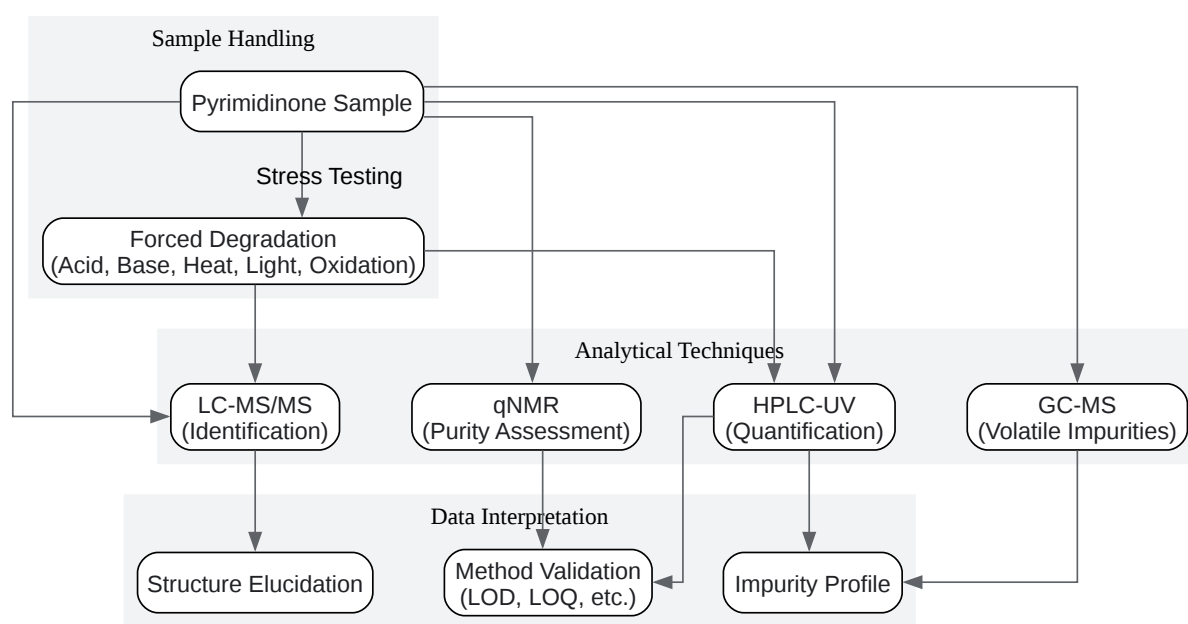 Sample Handling
Pyrimidinone Sample
Stress Testing
Forced Degradation
(Acid, Base, Heat, Light, Oxidation)
Analytical Techniques
LC-MS/MS
(Identification)
qNMR
(Purity Assessment)
HPLC-UV
(Quantification)
GC-MS
(Volatile Impurities)
Data Interpretation
Structure Elucidation
Method Validation
(LOD, LOQ, etc.)
Impurity Profile